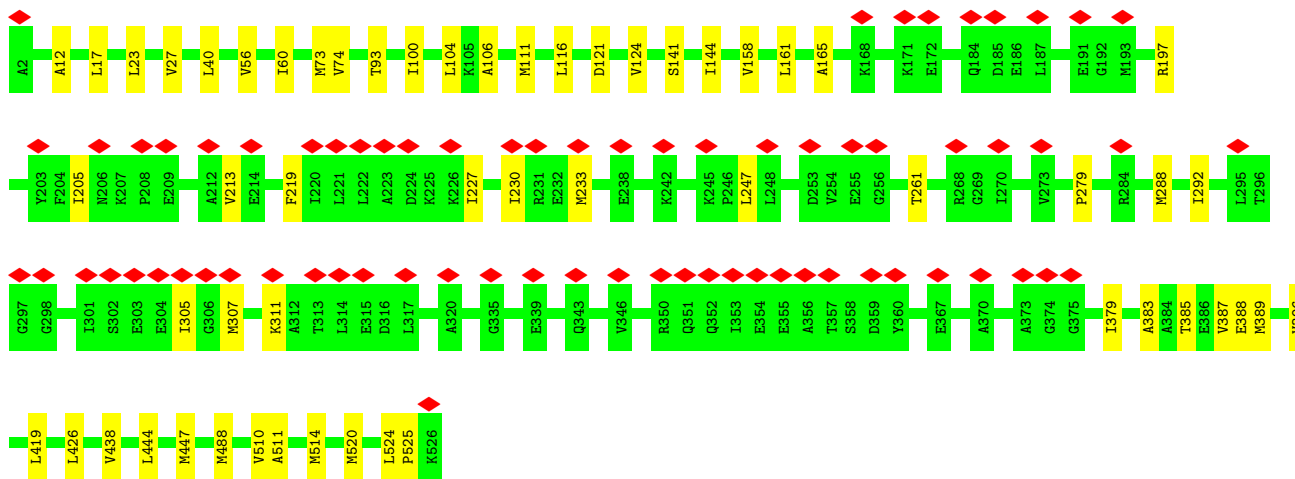 A2 A12 L17 L23 V27 L40 V56 I60 M73 V74 T93 I100 L104 K105 A106 M111 L116 D121 V124 S141 I144 V158 L161 A165 K168 K171 E172 Q184 D185 E186 L187 E191 G192 M193 R197
Y203 F204 I205 N206 K207 P208 E209 A212 V213 E214 F219 I220 L221 L222 A223 D224 K225 K226 I227 I230 R231 E232 M233 E238 K242 K245 P246 L247 L248 D253 V254 E255 G256 T261 R268 G269 I270 V273 P279 R284 M288 I292 L295 T296
G297 G298 I301 S302 E303 E304 I305 G306 M307 K311 A312 T313 L314 E315 D316 L317 A320 G335 E339 Q343 V346 R350 Q351 Q352 I353 E354 E355 A356 T357 S358 D359 Y360 E367 A370 A373 G374 G375 I379 A383 A384 T385 E386 V387 E388 M389
L419 L426 V438 L444 M447 M488 V510 A511 M514 M520 L524 P525 K526